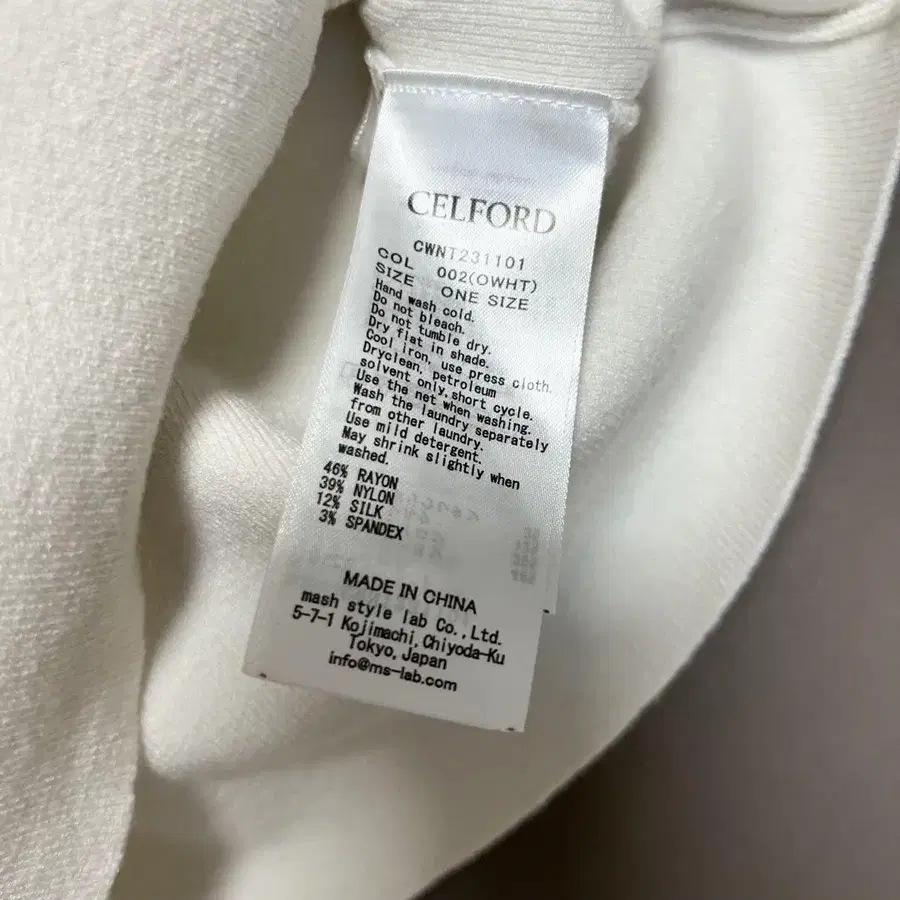 CELFORD
CWNT231101
COL 002(OWHT)
SIZE ONE SIZE
Hand wash cold.
Do not bleach.
Do not tumble dry.
Dry flat in shade.
Cool iron, use press cloth.
Dryclean, petroleum
solvent only, short cycle.
Use the net when washing.
Wash the laundry separately
from other laundry.
Use mild detergent.
May shrink slightly when
washed.
46% RAYON
39% NYLON
12% SILK
3% SPANDEX
MADE IN CHINA
mash style lab Co.,Ltd.
5-7-1 Kojimachi,Chiyoda-Ku
Tokyo,Japan
info@ms-lab.com